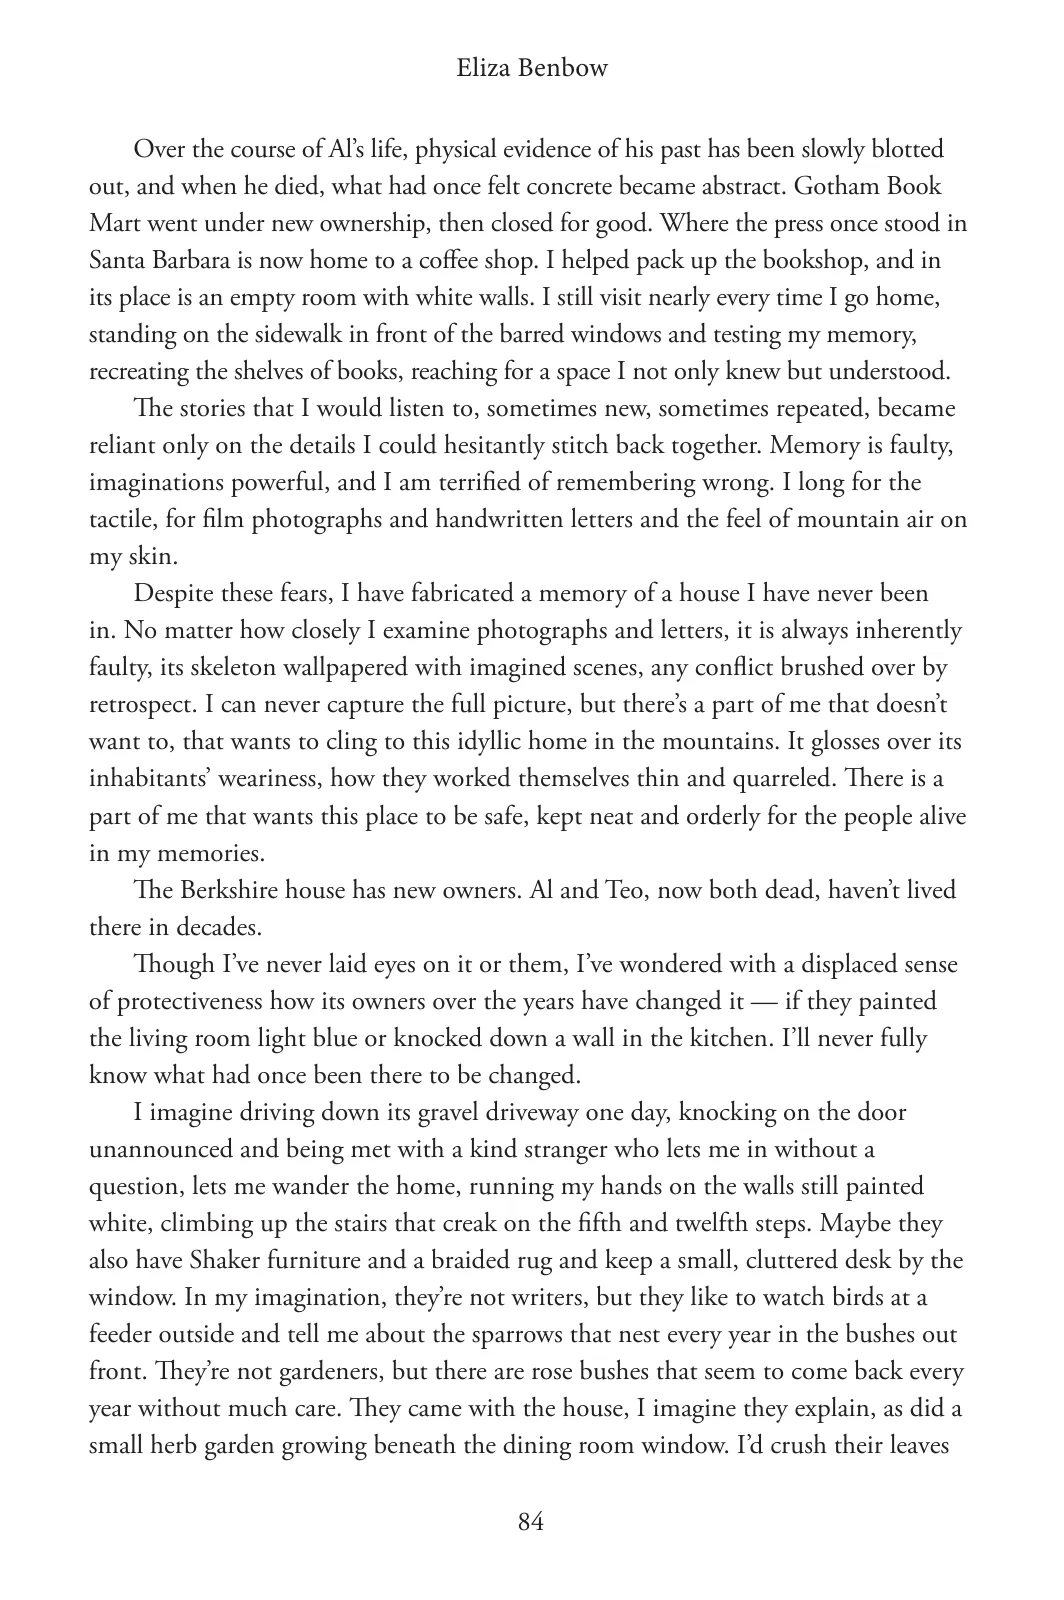 Eliza Benbow
Over the course of Al’s life, physical evidence of his past has been slowly blotted
out, and when he died, what had once felt concrete became abstract. Gotham Book
Mart went under new ownership, then closed for good. Where the press once stood in
Santa Barbara is now home to a coffee shop. I helped pack up the bookshop, and in
its place is an empty room with white walls. I still visit nearly every time I go home,
standing on the sidewalk in front of the barred windows and testing my memory,
recreating the shelves of books, reaching for a space I not only knew but understood.
The stories that I would listen to, sometimes new, sometimes repeated, became
reliant only on the details I could hesitantly stitch back together. Memory is faulty,
imaginations powerful, and I am terrified of remembering wrong. I long for the
tactile, for film photographs and handwritten letters and the feel of mountain air on
my skin.
Despite these fears, I have fabricated a memory of a house I have never been
in. No matter how closely I examine photographs and letters, it is always inherently
faulty, its skeleton wallpapered with imagined scenes, any conflict brushed over by
retrospect. I can never capture the full picture, but there’s a part of me that doesn’t
want to, that wants to cling to this idyllic home in the mountains. It glosses over its
inhabitants’ weariness, how they worked themselves thin and quarreled. There is a
part of me that wants this place to be safe, kept neat and orderly for the people alive
in my memories.
The Berkshire house has new owners. Al and Teo, now both dead, haven’t lived
there in decades.
Though I’ve never laid eyes on it or them, I’ve wondered with a displaced sense
of protectiveness how its owners over the years have changed it — if they painted
the living room light blue or knocked down a wall in the kitchen. I’ll never fully
know what had once been there to be changed.
I imagine driving down its gravel driveway one day, knocking on the door
unannounced and being met with a kind stranger who lets me in without a
question, lets me wander the home, running my hands on the walls still painted
white, climbing up the stairs that creak on the fifth and twelfth steps. Maybe they
also have Shaker furniture and a braided rug and keep a small, cluttered desk by the
window. In my imagination, they’re not writers, but they like to watch birds at a
feeder outside and tell me about the sparrows that nest every year in the bushes out
front. They’re not gardeners, but there are rose bushes that seem to come back every
year without much care. They came with the house, I imagine they explain, as did a
small herb garden growing beneath the dining room window. I’d crush their leaves
84